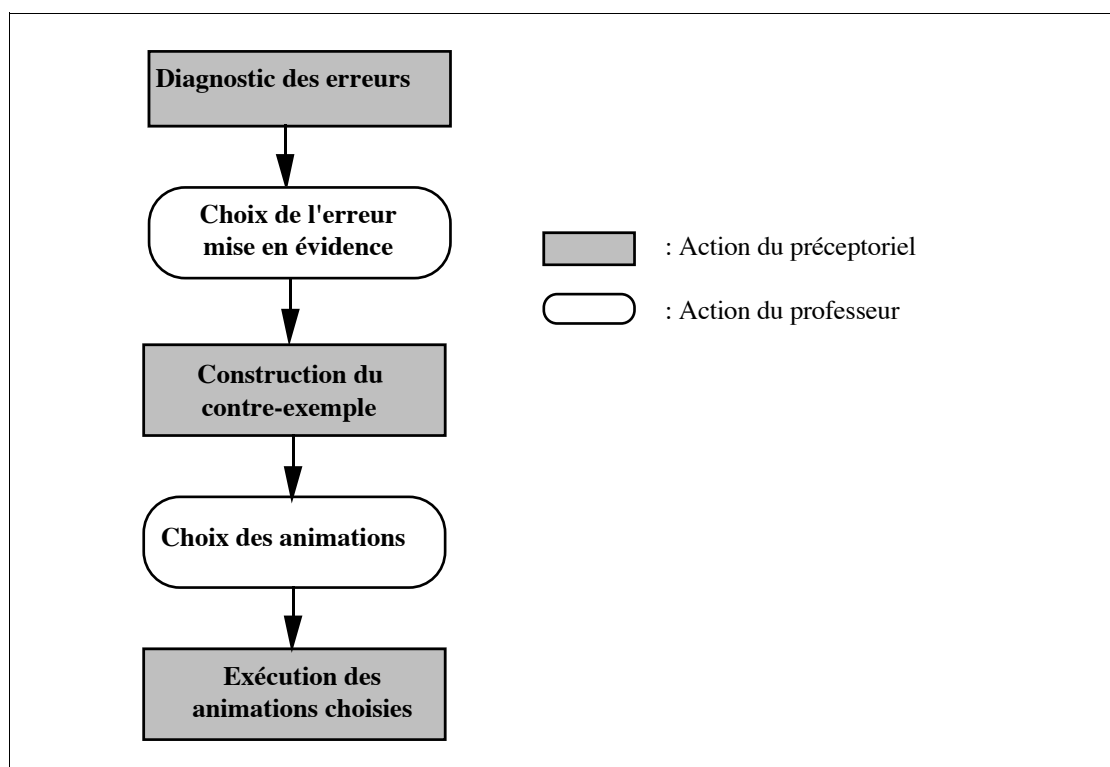 Diagnostic des erreurs
Choix de l'erreur
mise en évidence
: Action du préceptoriel
: Action du professeur
Construction du
contre-exemple
Choix des animations
Exécution des
animations choisies